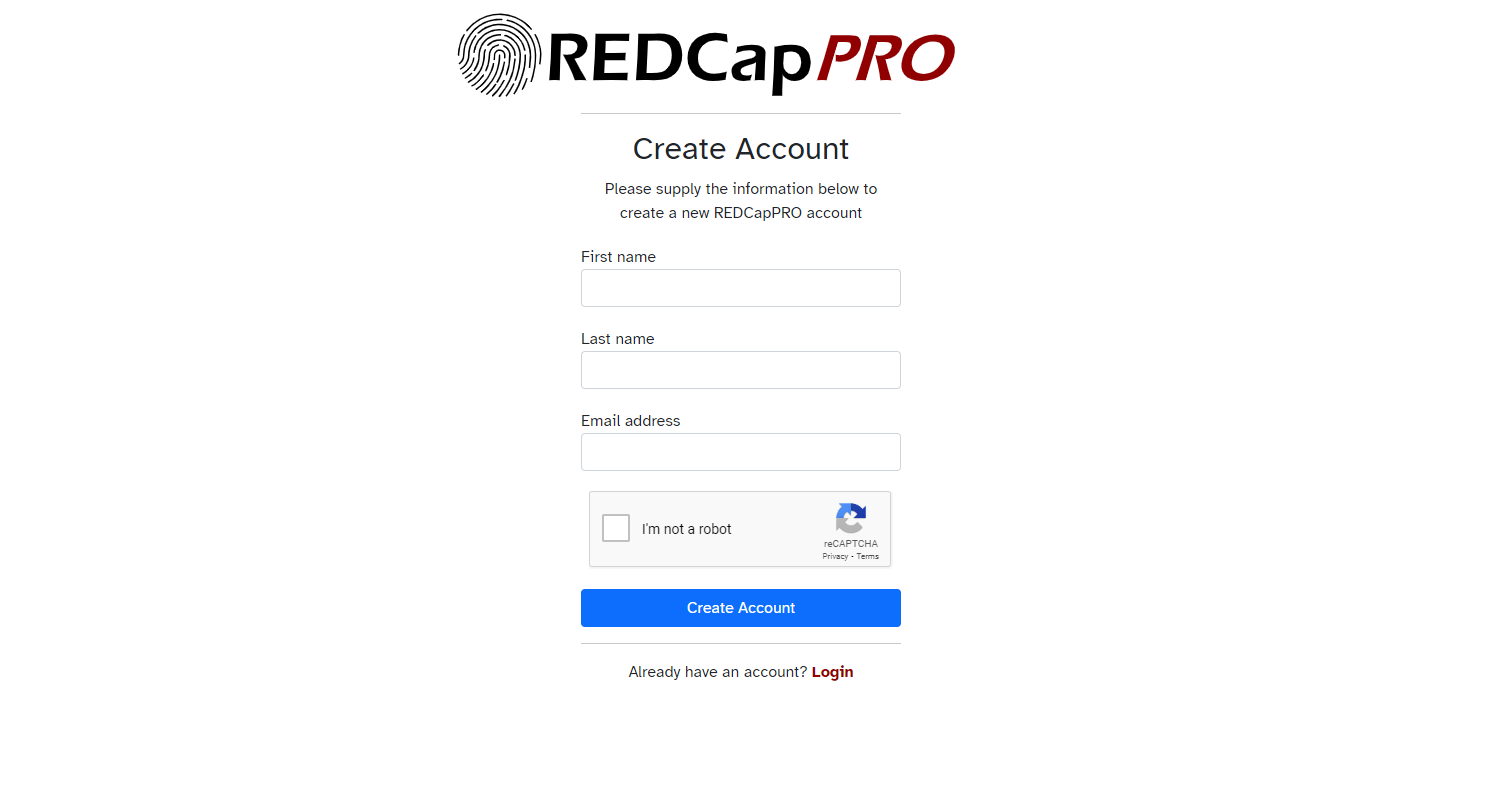 REDCapPRO
Create Account
Please supply the information below to
create a new REDCapPRO account
First name
Last name
Email address
I'm not a robot
reCAPTCHA
Privacy - Terms
Create Account
Already have an account? Login